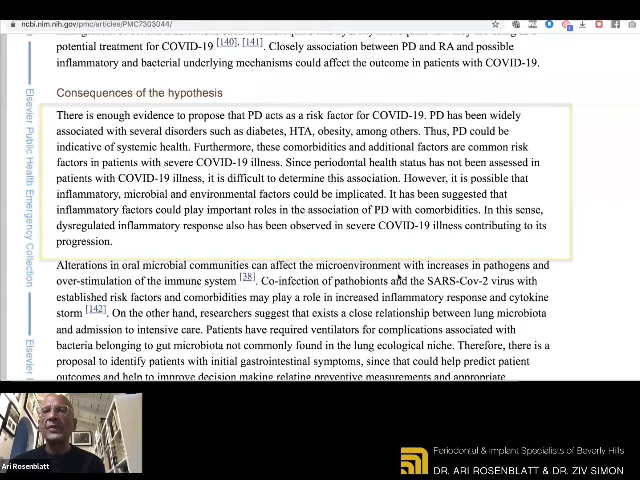 ncbi.nlm.nih.gov/pmc/articles/PMC7303044/
potential treatment for COVID-19 [140], [141]. Closely association between PD and RA and possible
inflammatory and bacterial underlying mechanisms could affect the outcome in patients with COVID-19.
Consequences of the hypothesis
There is enough evidence to propose that PD acts as a risk factor for COVID-19. PD has been widely
associated with several disorders such as diabetes, HTA, obesity, among others. Thus, PD could be
indicative of systemic health. Furthermore, these comorbidities and additional factors are common risk
factors in patients with severe COVID-19 illness. Since periodontal health status has not been assessed in
patients with COVID-19 illness, it is difficult to determine this association. However, it is possible that
inflammatory, microbial and environmental factors could be implicated. It has been suggested that
inflammatory factors could play important roles in the association of PD with comorbidities. In this sense,
dysregulated inflammatory response also has been observed in severe COVID-19 illness contributing to its
progression.
Alterations in oral microbial communities can affect the microenvironment with increases in pathogens and
over-stimulation of the immune system [38]. Co-infection of pathobionts and the SARS-Cov-2 virus with
established risk factors and comorbidities may play a role in increased inflammatory response and cytokine
storm [142]. On the other hand, researchers suggest that exists a close relationship between lung microbiota
and admission to intensive care. Patients have required ventilators for complications associated with
bacteria belonging to gut microbiota not commonly found in the lung ecological niche. Therefore, there is a
proposal to identify patients with initial gastrointestinal symptoms, since that could help predict patient
outcomes and help to improve decision making relating preventive measurements and appropriate
Elsevier Public Health Emergency Collection
Elsevier
Ari Rosenblatt
Periodontal & Implant Specialists of Beverly Hills
DR. ARI ROSENBLATT & DR. ZIV SIMON